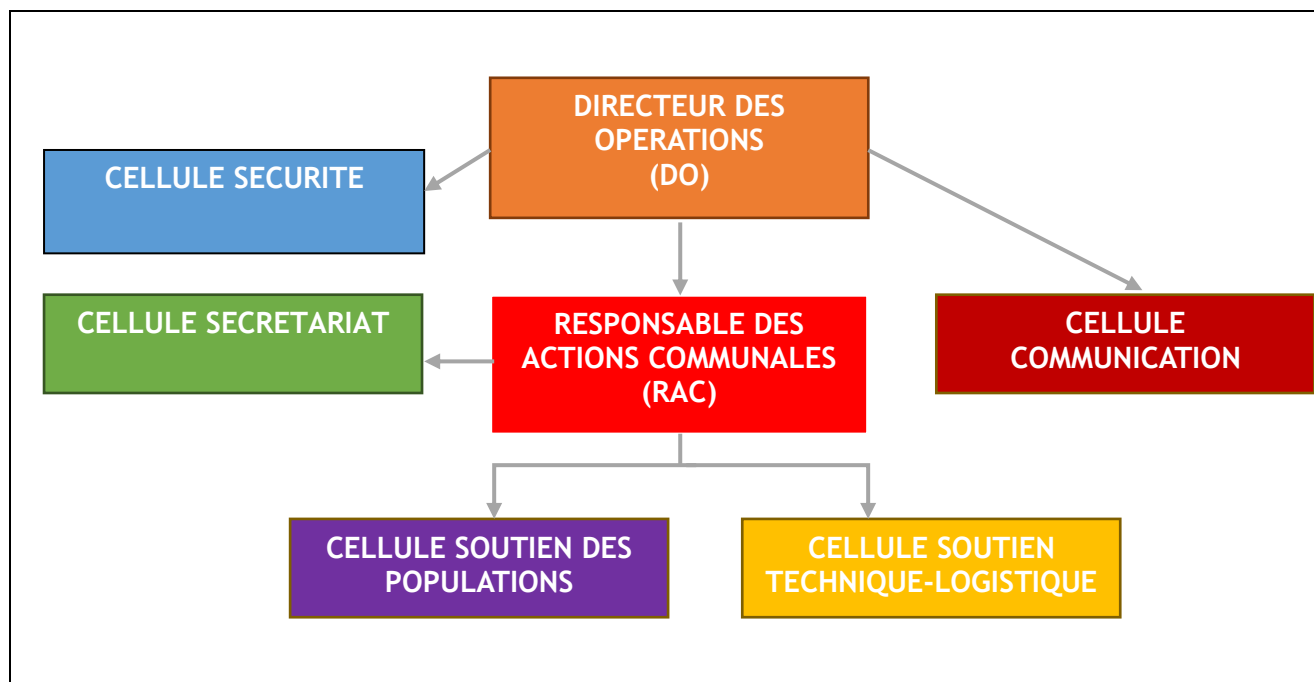 DIRECTEUR DES
OPERATIONS
(DO)
CELLULE SECURITE
CELLULE SECRETARIAT
RESPONSABLE DES
ACTIONS COMMUNALES
(RAC)
CELLULE
COMMUNICATION
CELLULE SOUTIEN DES
POPULATIONS
CELLULE SOUTIEN
TECHNIQUE-LOGISTIQUE